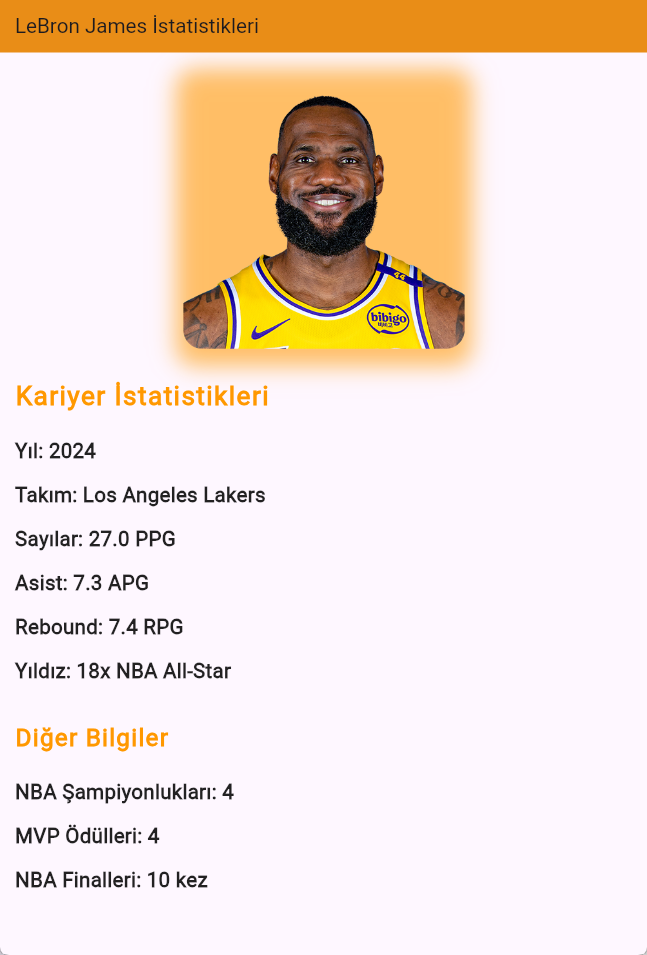 LeBron James İstatistikleri
44
bibigo
Kariyer İstatistikleri
Yıl: 2024
Takım: Los Angeles Lakers
Sayılar: 27.0 PPG
Asist: 7.3 APG
Rebound: 7.4 RPG
Yıldız: 18x NBA All-Star
Diğer Bilgiler
NBA Şampiyonlukları: 4
MVP Ödülleri: 4
NBA Finalleri: 10 kez